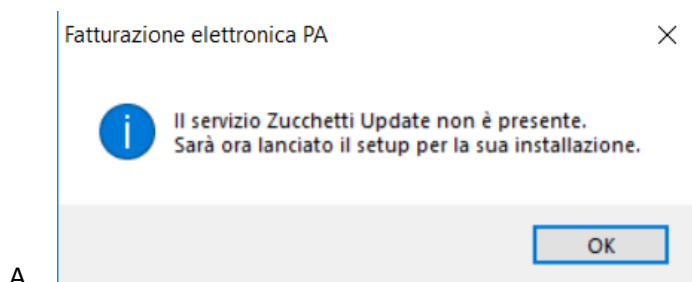 Fatturazione elettronica PA
Il servizio Zucchetti Update non è presente.
Sarà ora lanciato il setup per la sua installazione.
OK
A